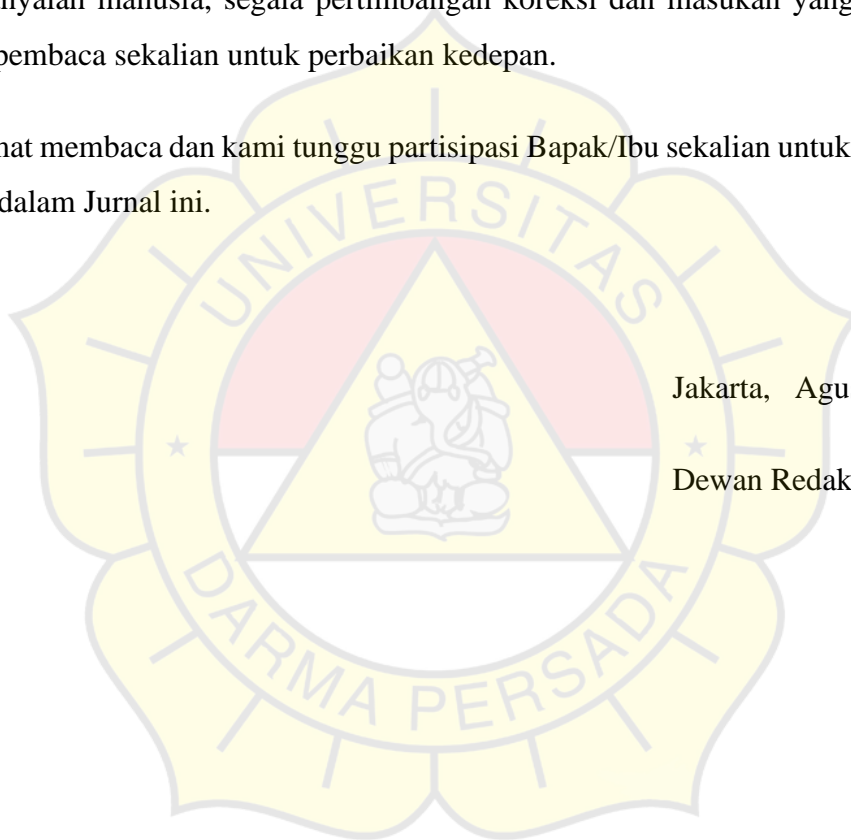 nyalah manusia, segala pertimbangan koreksi dan masukan yang
pembaca sekalian untuk perbaikan kedepan.
mat membaca dan kami tunggu partisipasi Bapak/Ibu sekalian untuk
dalam Jurnal ini.
UNIVERSITAS
Jakarta, Agu
Dewan Redak
DARMA PERSADA